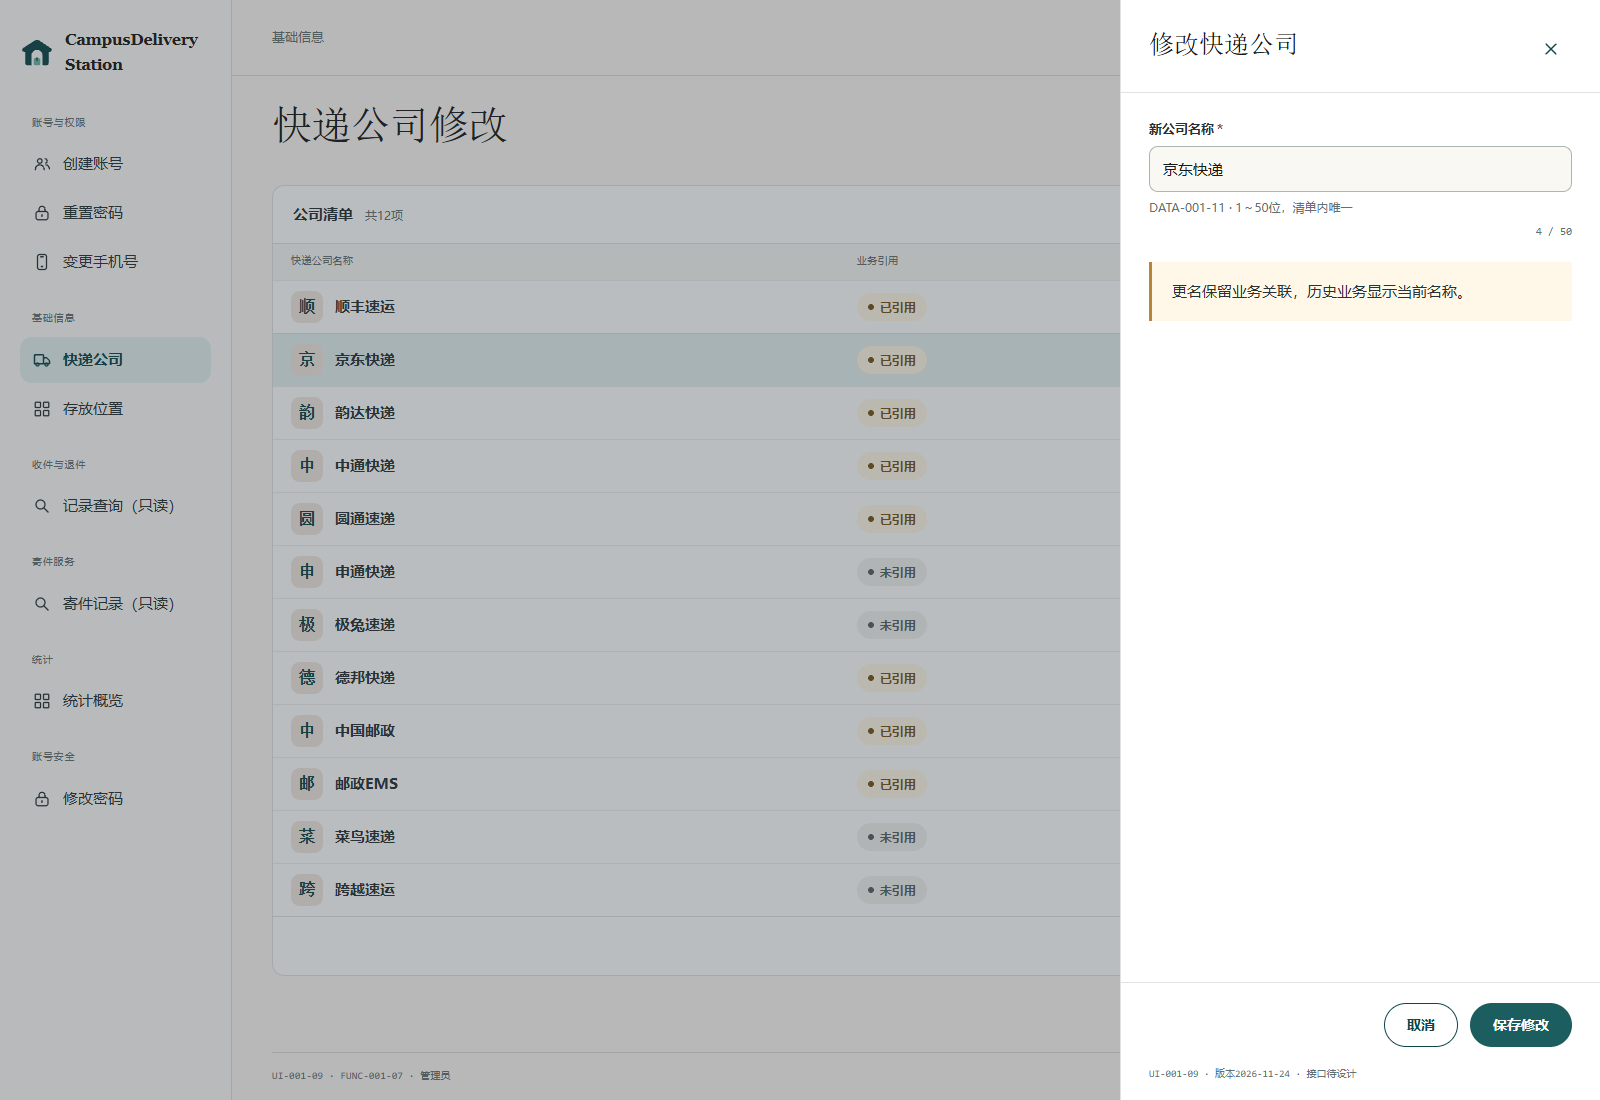 CampusDelivery
Station
账号与权限
创建账号
重置密码
变更手机号
基础信息
快递公司
存放位置
收件与退件
记录查询（只读）
寄件服务
寄件记录（只读）
统计
统计概览
账号安全
修改密码
基础信息
快递公司修改
公司清单 共12项
快递公司名称 业务引用
顺 顺丰速运 已引用
京 京东快递 已引用
韵 韵达快递 已引用
中 中通快递 已引用
圆 圆通速递 已引用
申 申通快递 未引用
极 极兔速递 未引用
德 德邦快递 已引用
中 中国邮政 已引用
邮 邮政EMS 已引用
菜 菜鸟速递 未引用
跨 跨越速运 未引用
UI-001-09 · FUNC-001-07 · 管理员
修改快递公司
新公司名称 *
京东快递
DATA-001-11 · 1～50位，清单内唯一
4 / 50
更名保留业务关联，历史业务显示当前名称。
取消 保存修改
UI-001-09 · 版本2026-11-24 · 接口待设计